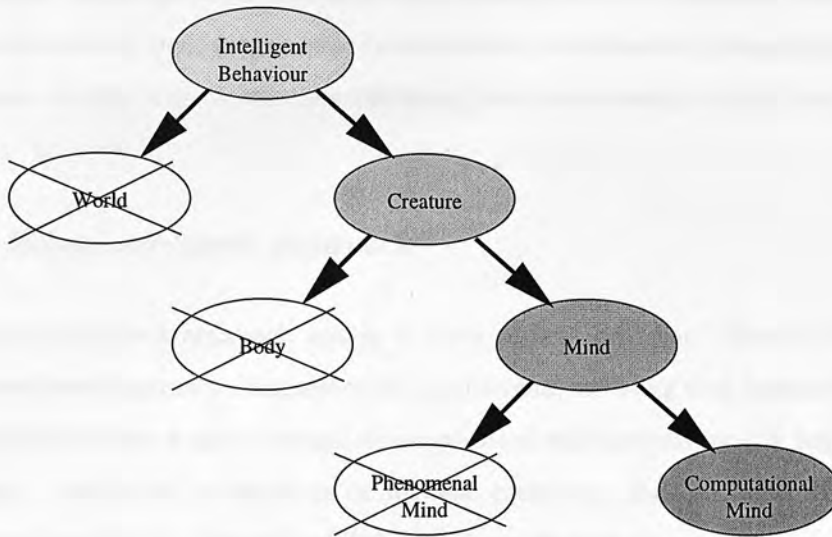 Intelligent
Behaviour
World
Creature
Body
Mind
Phenomenal
Mind
Computational
Mind